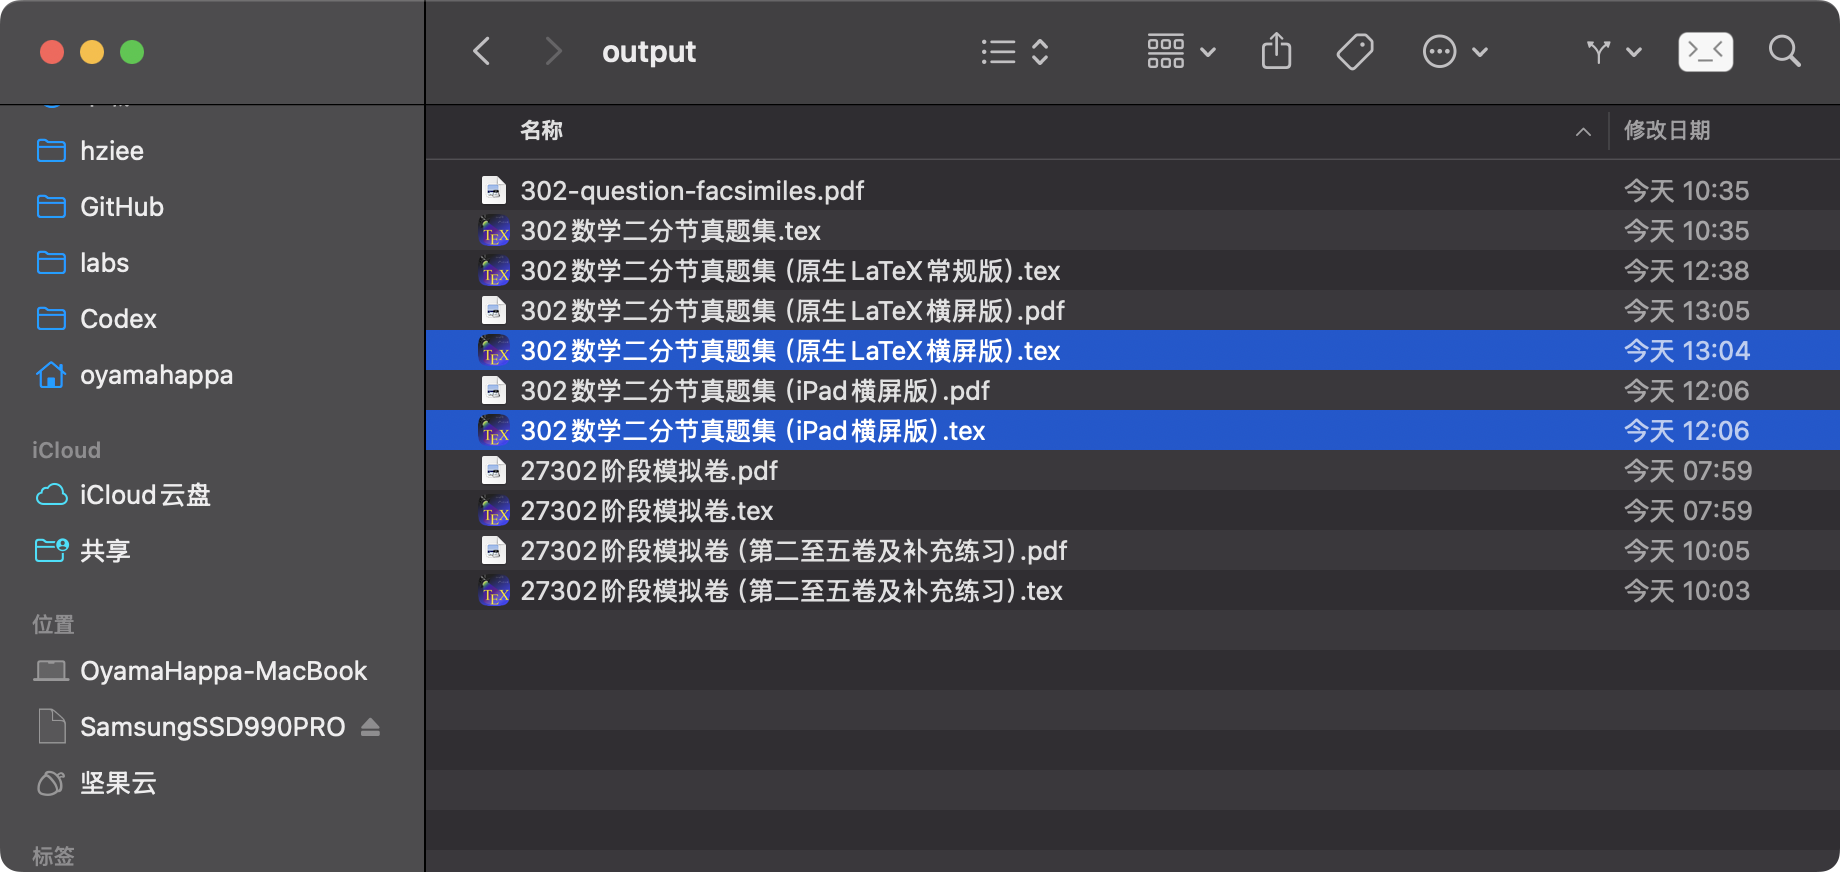 output
hziee
GitHub
labs
Codex
oyamahappa
iCloud
iCloud云盘
共享
位置
OyamaHappa-MacBook
SamsungSSD990PRO
坚果云
标签
名称 修改日期
302-question-facsimiles.pdf 今天 10:35
302数学二分节真题集.tex 今天 10:35
302数学二分节真题集（原生LaTeX常规版）.tex 今天 12:38
302数学二分节真题集（原生LaTeX横屏版）.pdf 今天 13:05
302数学二分节真题集（原生LaTeX横屏版）.tex 今天 13:04
302数学二分节真题集（iPad横屏版）.pdf 今天 12:06
302数学二分节真题集（iPad横屏版）.tex 今天 12:06
27302阶段模拟卷.pdf 今天 07:59
27302阶段模拟卷.tex 今天 07:59
27302阶段模拟卷（第二至五卷及补充练习）.pdf 今天 10:05
27302阶段模拟卷（第二至五卷及补充练习）.tex 今天 10:03